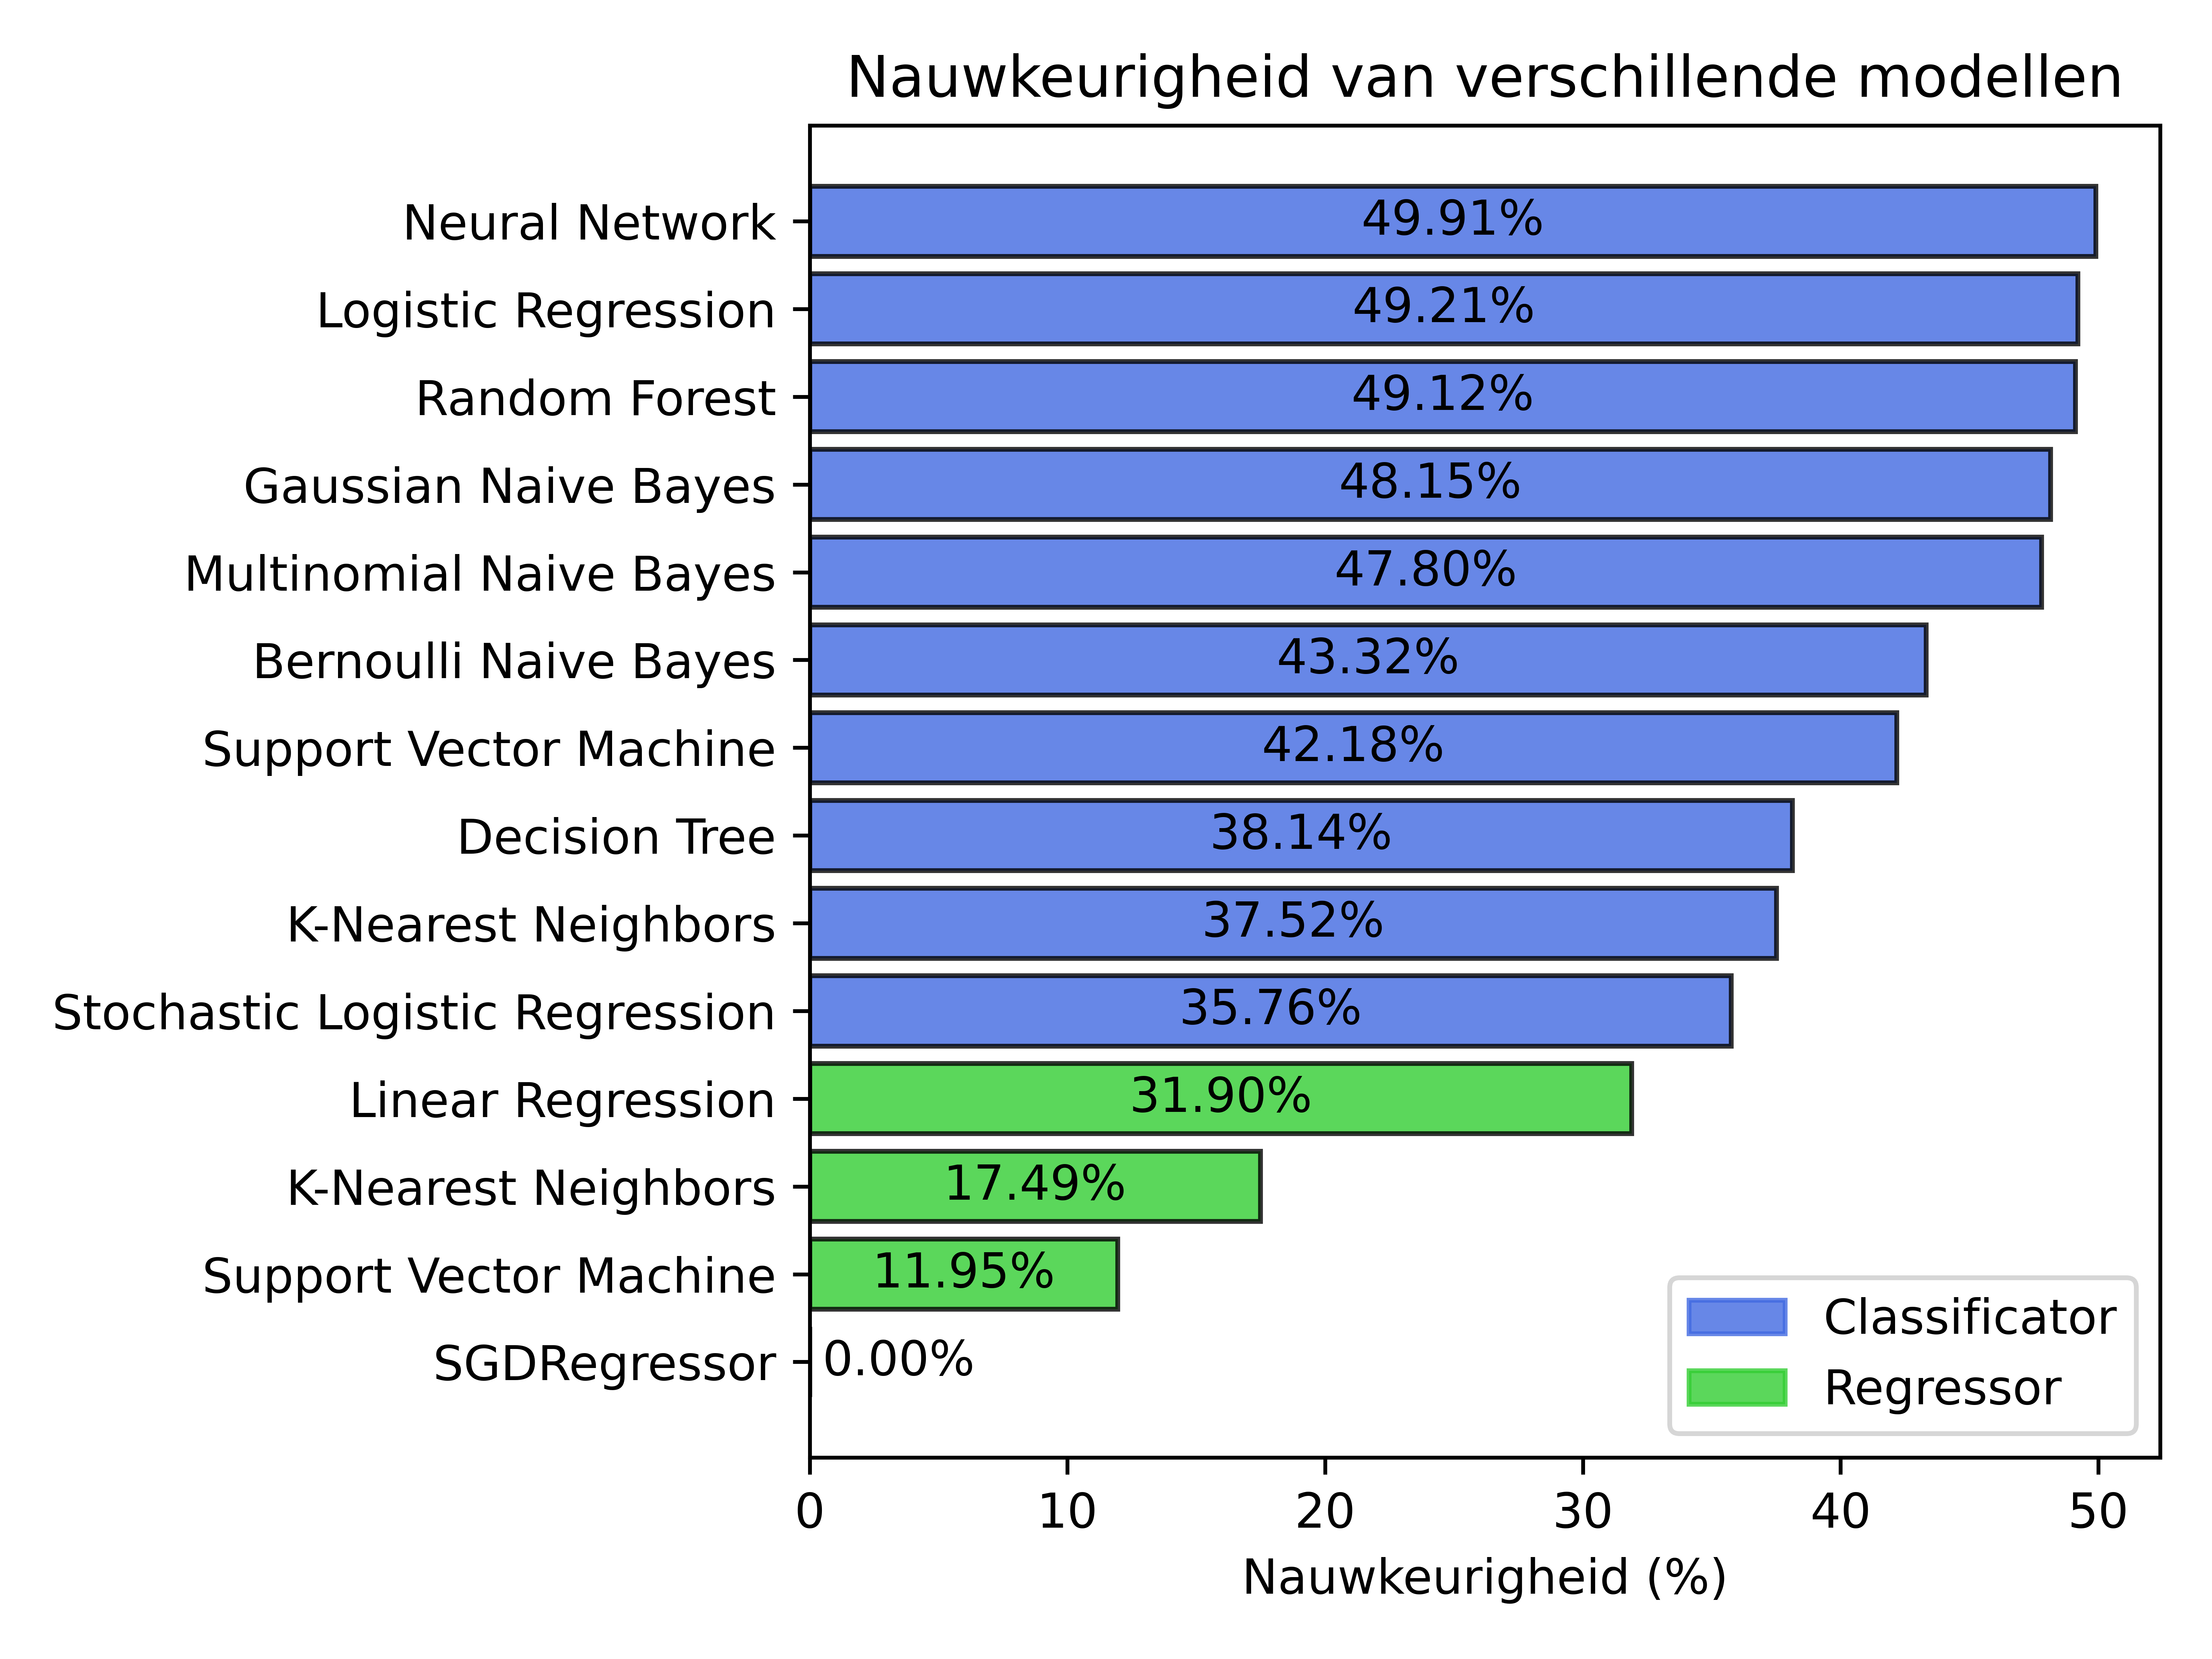 Nauwkeurigheid van verschillende modellen
Neural Network 49.91%
Logistic Regression 49.21%
Random Forest 49.12%
Gaussian Naive Bayes 48.15%
Multinomial Naive Bayes 47.80%
Bernoulli Naive Bayes 43.32%
Support Vector Machine 42.18%
Decision Tree 38.14%
K-Nearest Neighbors 37.52%
Stochastic Logistic Regression 35.76%
Linear Regression 31.90%
K-Nearest Neighbors 17.49%
Support Vector Machine 11.95%
SGDRegressor 0.00%
Classificator
Regressor
0 10 20 30 40 50
Nauwkeurigheid (%)